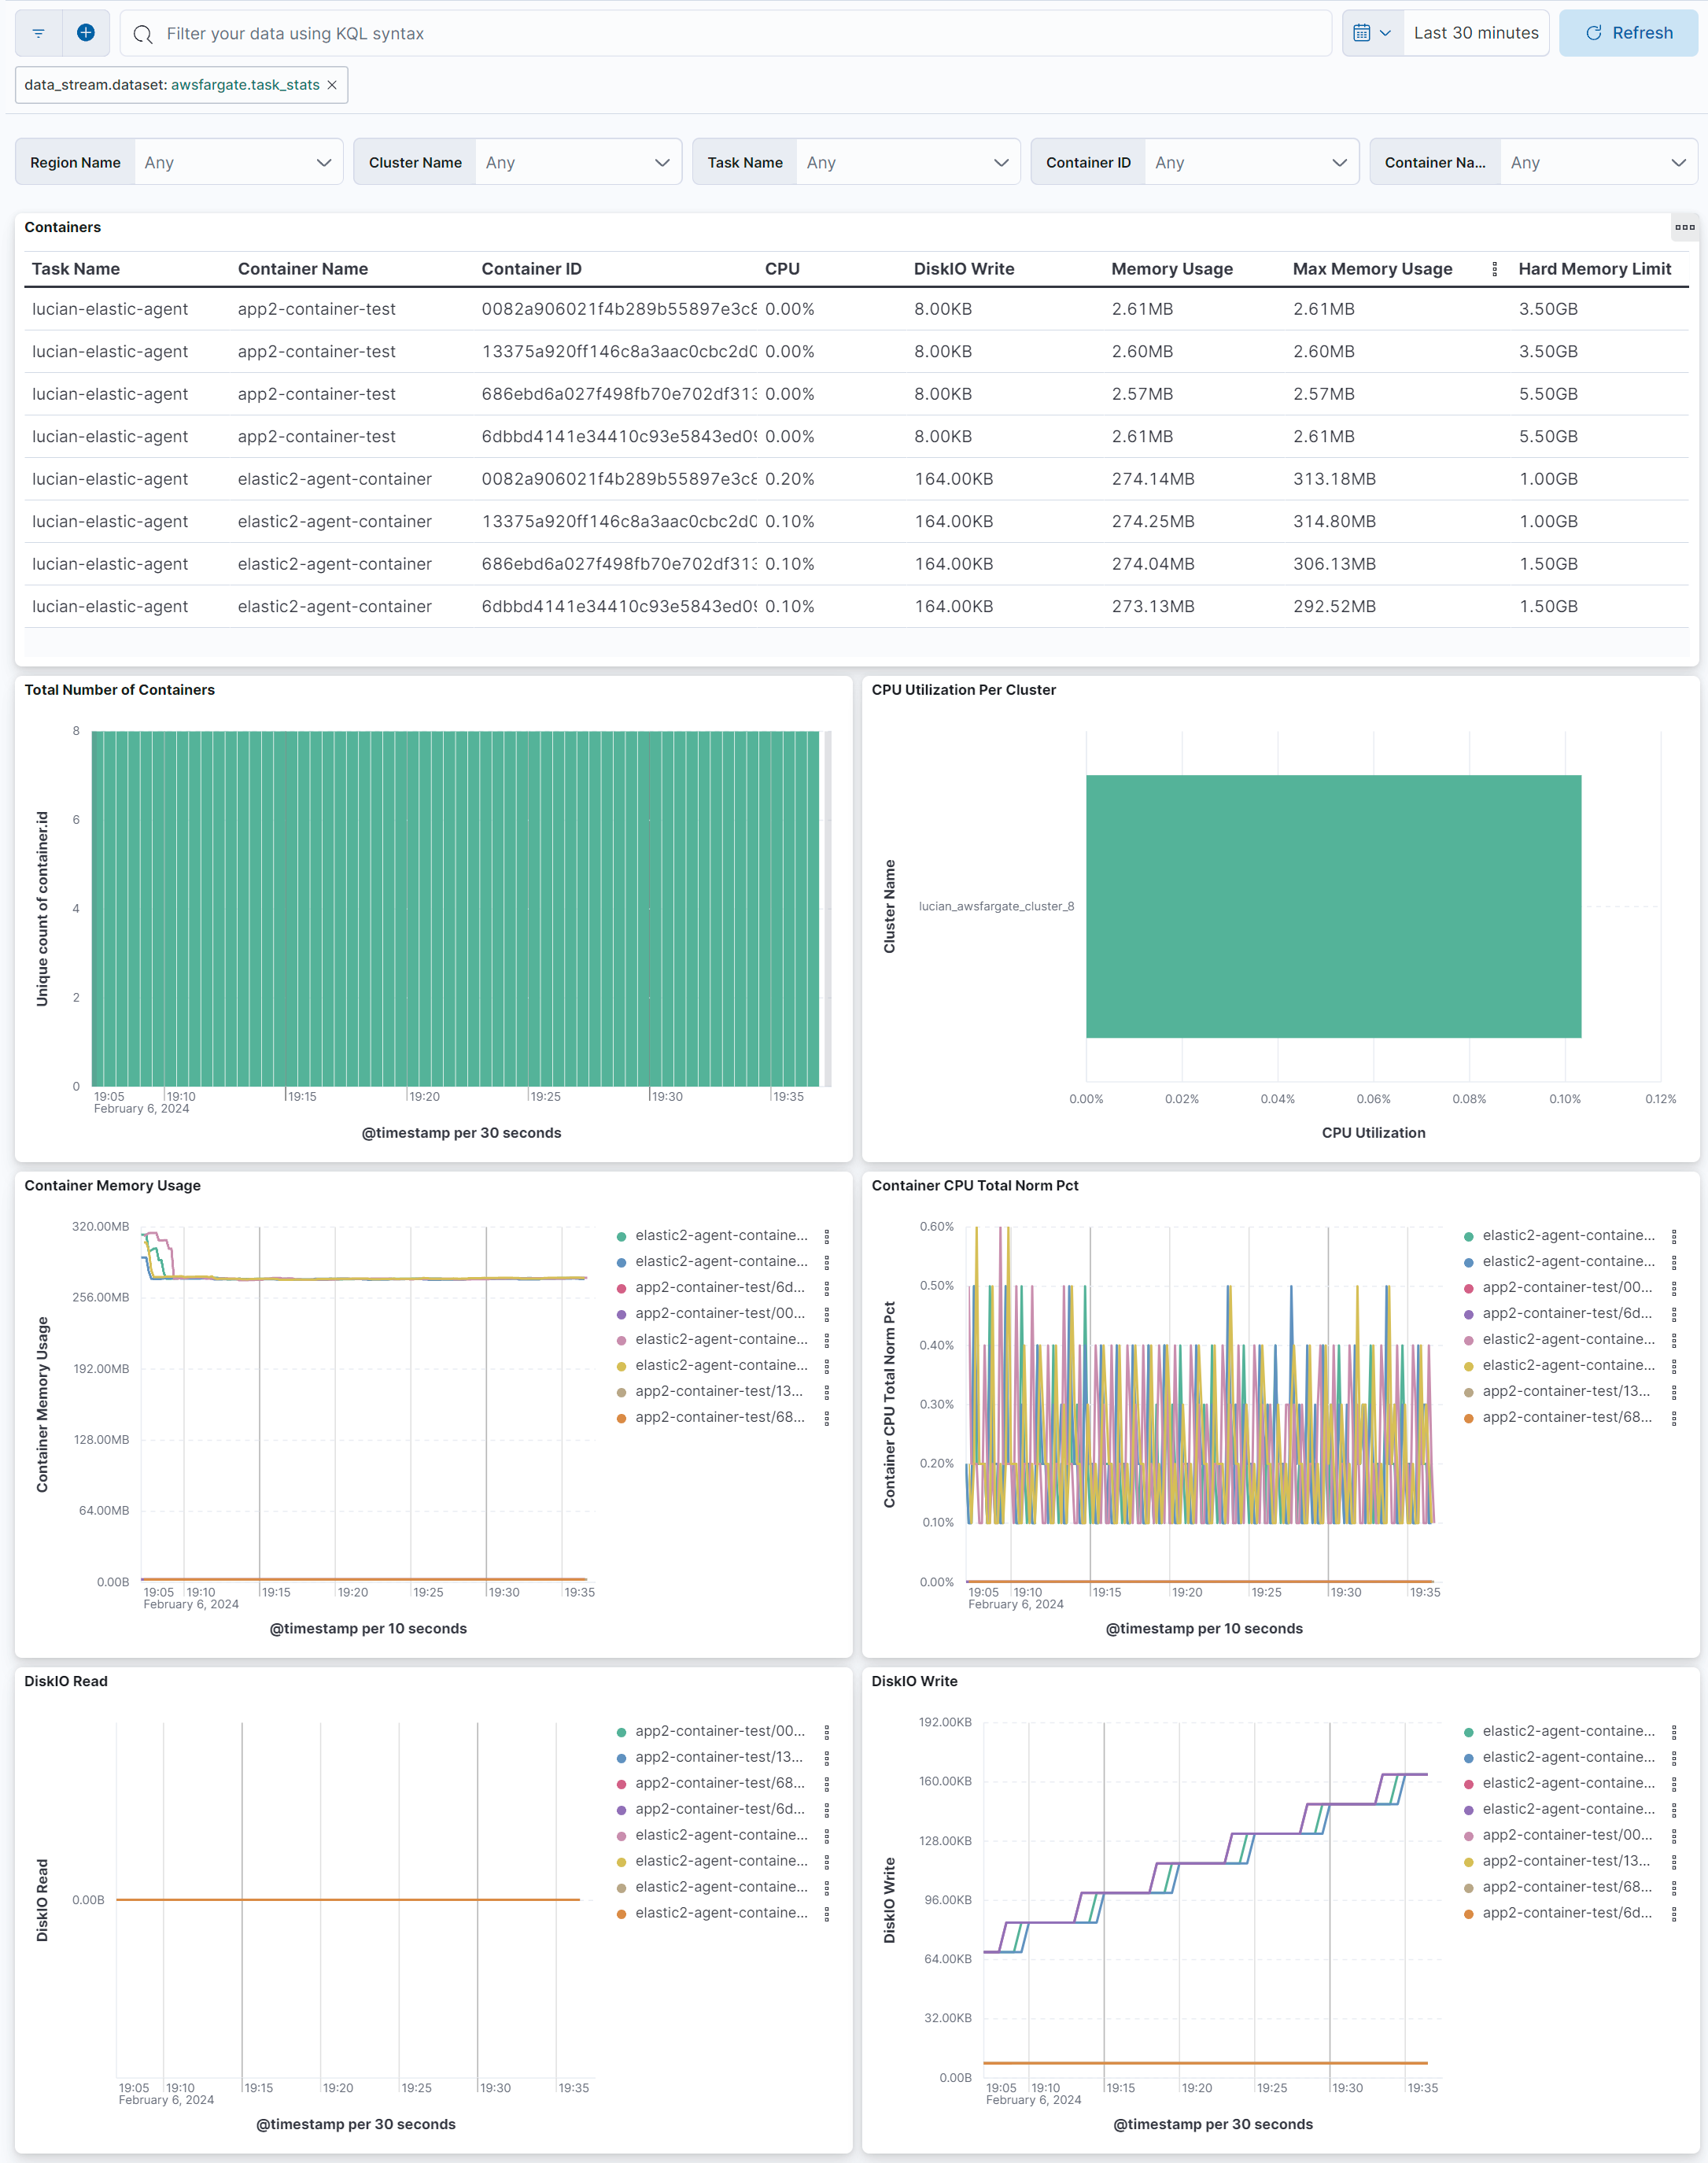 Filter your data using KQL syntax
Last 30 minutes
Refresh
data_stream.dataset: awsfargate.task_stats
Region Name Any
Cluster Name Any
Task Name Any
Container ID Any
Container Na... Any
Containers
Task Name Container Name Container ID CPU DiskIO Write Memory Usage Max Memory Usage Hard Memory Limit
lucian-elastic-agent app2-container-test 0082a906021f4b289b55897e3c8 0.00% 8.00KB 2.61MB 2.61MB 3.50GB
lucian-elastic-agent app2-container-test 13375a920ff146c8a3aac0cbc2d0 0.00% 8.00KB 2.60MB 2.60MB 3.50GB
lucian-elastic-agent app2-container-test 686ebd6a027f498fb70e702df313 0.00% 8.00KB 2.57MB 2.57MB 5.50GB
lucian-elastic-agent app2-container-test 6dbbd4141e34410c93e5843ed09 0.00% 8.00KB 2.61MB 2.61MB 5.50GB
lucian-elastic-agent elastic2-agent-container 0082a906021f4b289b55897e3c8 0.20% 164.00KB 274.14MB 313.18MB 1.00GB
lucian-elastic-agent elastic2-agent-container 13375a920ff146c8a3aac0cbc2d0 0.10% 164.00KB 274.25MB 314.80MB 1.00GB
lucian-elastic-agent elastic2-agent-container 686ebd6a027f498fb70e702df313 0.10% 164.00KB 274.04MB 306.13MB 1.50GB
lucian-elastic-agent elastic2-agent-container 6dbbd4141e34410c93e5843ed09 0.10% 164.00KB 273.13MB 292.52MB 1.50GB
Total Number of Containers
Unique count of container.id
8
6
4
2
0
19:05 19:10 19:15 19:20 19:25 19:30 19:35
February 6, 2024
@timestamp per 30 seconds
CPU Utilization Per Cluster
Cluster Name
lucian_awsfargate_cluster_8
0.00% 0.02% 0.04% 0.06% 0.08% 0.10% 0.12%
CPU Utilization
Container Memory Usage
Container Memory Usage
320.00MB
256.00MB
192.00MB
128.00MB
64.00MB
0.00B
19:05 19:10 19:15 19:20 19:25 19:30 19:35
February 6, 2024
@timestamp per 10 seconds
elastic2-agent-containe...
elastic2-agent-containe...
app2-container-test/6d...
app2-container-test/00...
elastic2-agent-containe...
elastic2-agent-containe...
app2-container-test/13...
app2-container-test/68...
Container CPU Total Norm Pct
Container CPU Total Norm Pct
0.60%
0.50%
0.40%
0.30%
0.20%
0.10%
0.00%
19:05 19:10 19:15 19:20 19:25 19:30 19:35
February 6, 2024
@timestamp per 10 seconds
elastic2-agent-containe...
elastic2-agent-containe...
app2-container-test/00...
app2-container-test/6d...
elastic2-agent-containe...
elastic2-agent-containe...
app2-container-test/13...
app2-container-test/68...
DiskIO Read
DiskIO Read
0.00B
19:05 19:10 19:15 19:20 19:25 19:30 19:35
February 6, 2024
@timestamp per 30 seconds
app2-container-test/00...
app2-container-test/13...
app2-container-test/68...
app2-container-test/6d...
elastic2-agent-containe...
elastic2-agent-containe...
elastic2-agent-containe...
elastic2-agent-containe...
DiskIO Write
DiskIO Write
192.00KB
160.00KB
128.00KB
96.00KB
64.00KB
32.00KB
0.00B
19:05 19:10 19:15 19:20 19:25 19:30 19:35
February 6, 2024
@timestamp per 30 seconds
elastic2-agent-containe...
elastic2-agent-containe...
elastic2-agent-containe...
elastic2-agent-containe...
app2-container-test/00...
app2-container-test/13...
app2-container-test/68...
app2-container-test/6d...